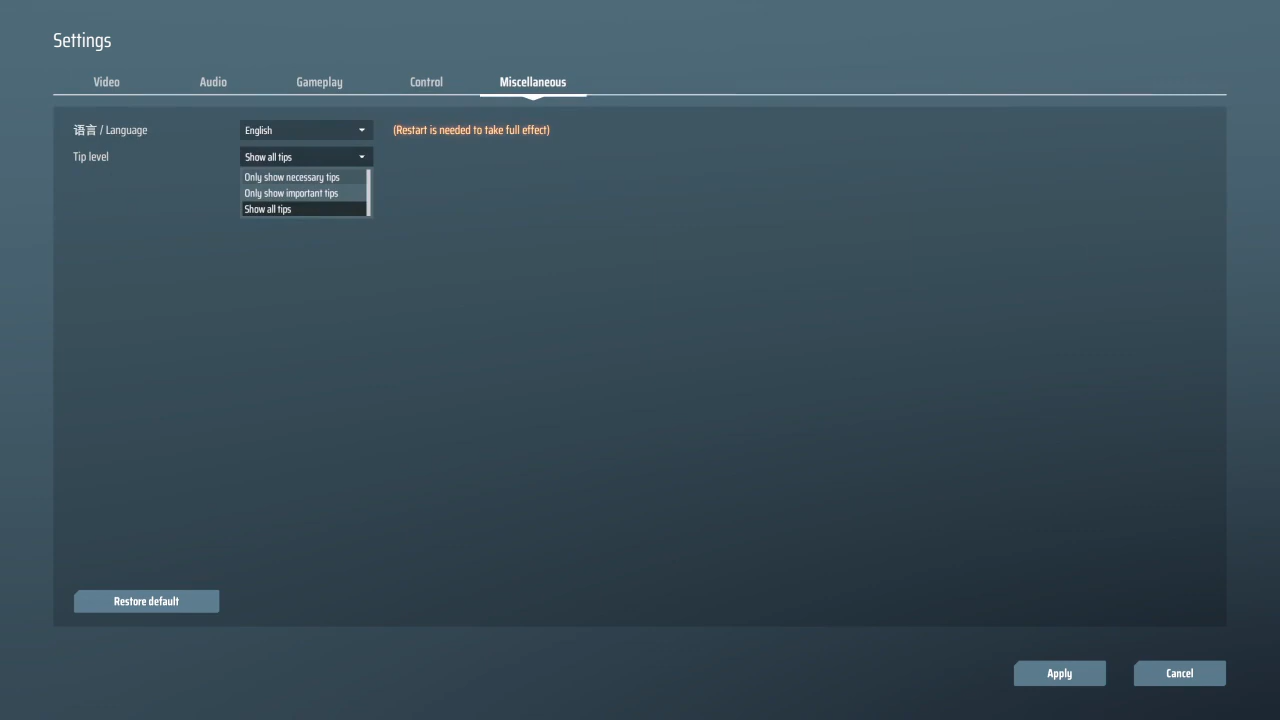 Settings
Video Audio Gameplay Control Miscellaneous
语言 / Language English (Restart is needed to take full effect)
Tip level Show all tips
Only show necessary tips
Only show important tips
Show all tips
Restore default
Apply Cancel